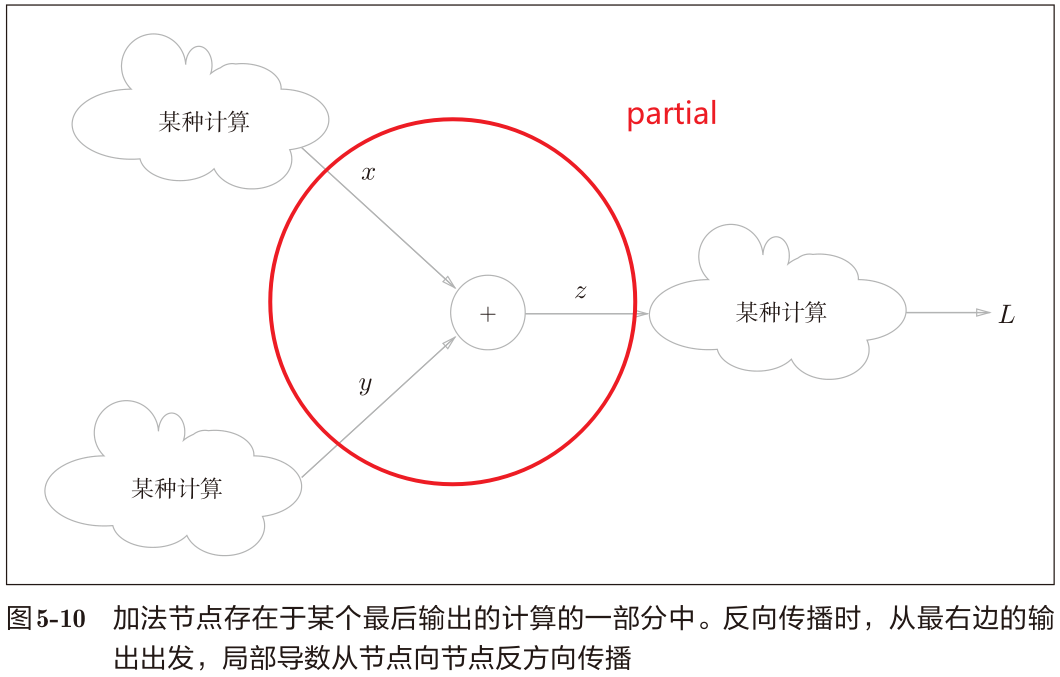 partial
某种计算
x
z
某种计算
L
+
y
某种计算
图5-10 加法节点存在于某个最后输出的计算的一部分中。反向传播时，从最右边的输
出出发，局部导数从节点向节点反方向传播